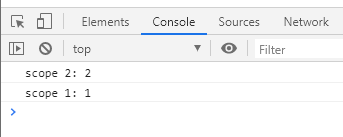 Elements Console Sources Network
top Filter
scope 2: 2
scope 1: 1